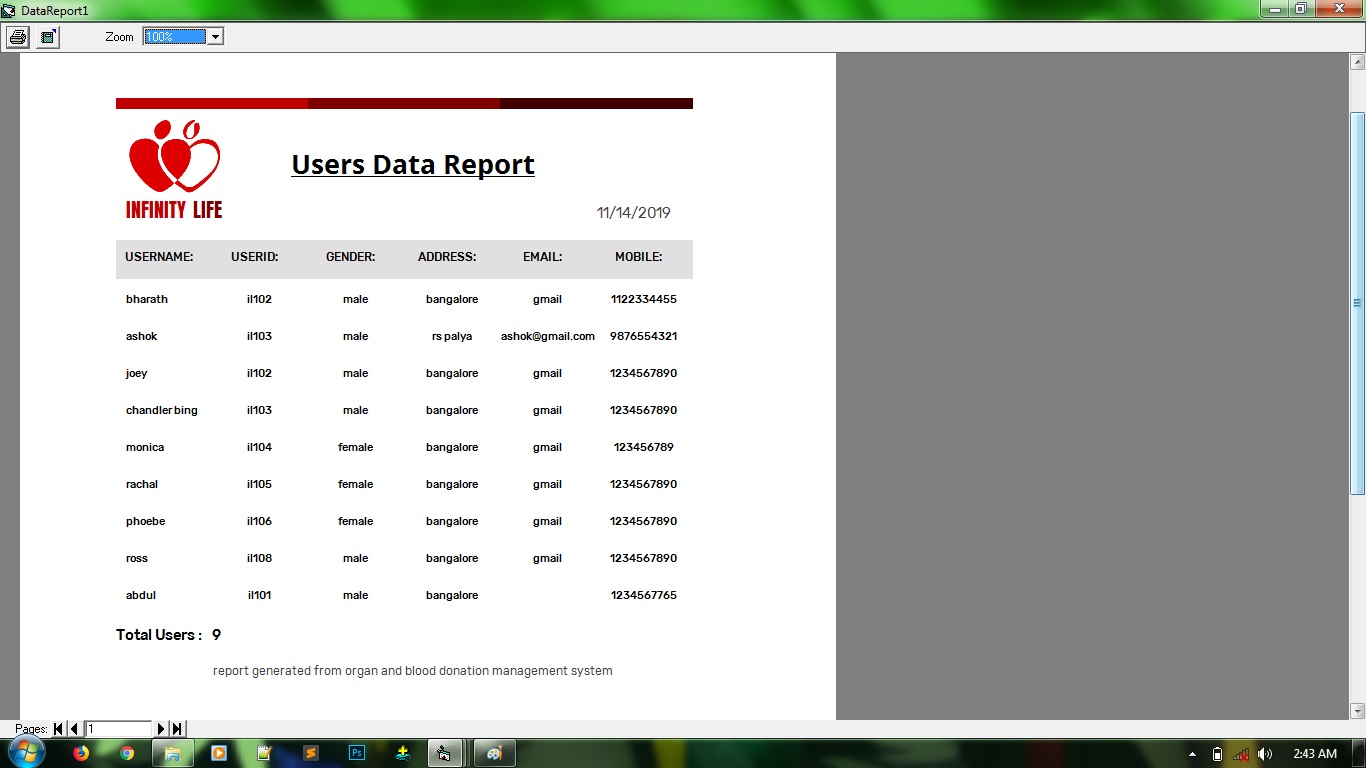 DataReport1
Zoom 100%
INFINITY LIFE
Users Data Report
11/14/2019
USERNAME: USERID: GENDER: ADDRESS: EMAIL: MOBILE:
bharath il102 male bangalore gmail 1122334455
ashok il103 male rs palya ashok@gmail.com 9876554321
joey il102 male bangalore gmail 1234567890
chandler bing il103 male bangalore gmail 1234567890
monica il104 female bangalore gmail 123456789
rachal il105 female bangalore gmail 1234567890
phoebe il106 female bangalore gmail 1234567890
ross il108 male bangalore gmail 1234567890
abdul il101 male bangalore 1234567765
Total Users : 9
report generated from organ and blood donation management system
Pages: 1
Ps
2:43 AM